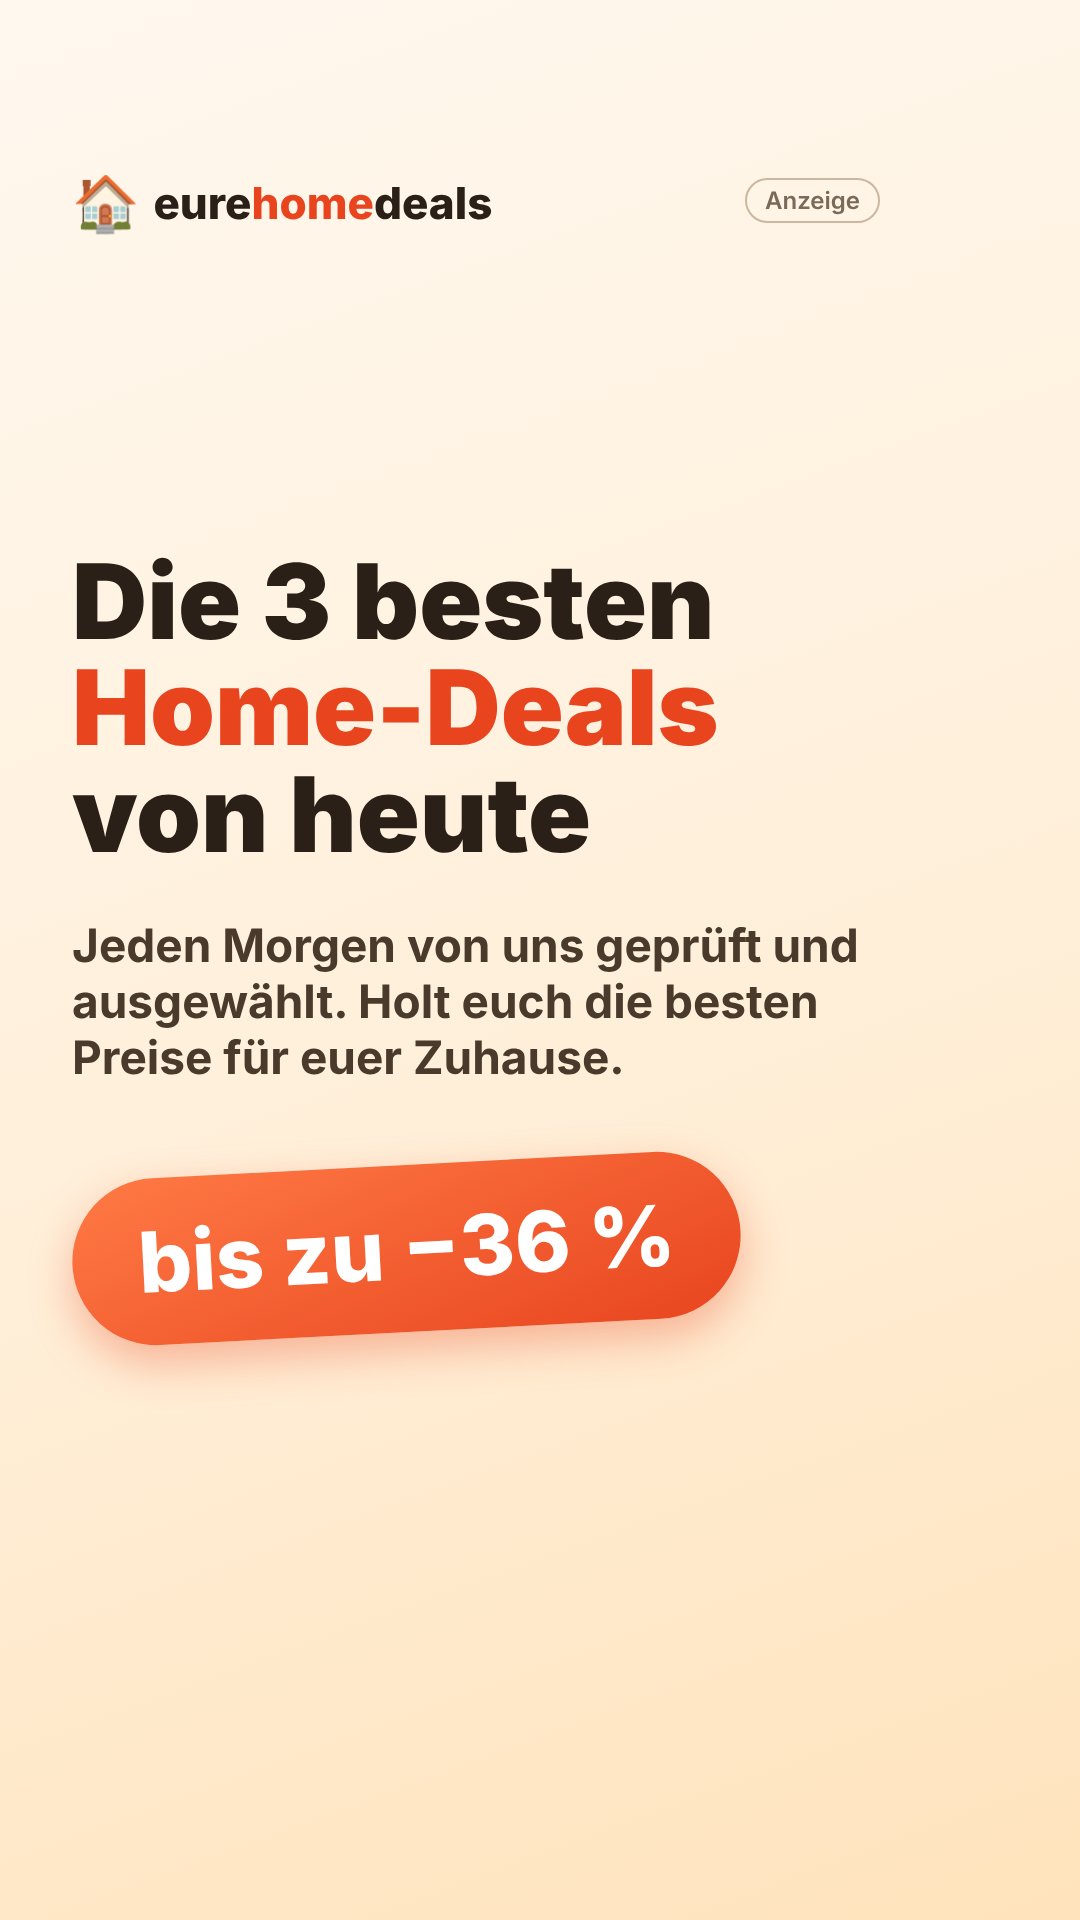 eurehomedeals
Anzeige
Die 3 besten
Home-Deals
von heute
Jeden Morgen von uns geprüft und
ausgewählt. Holt euch die besten
Preise für euer Zuhause.
bis zu –36 %